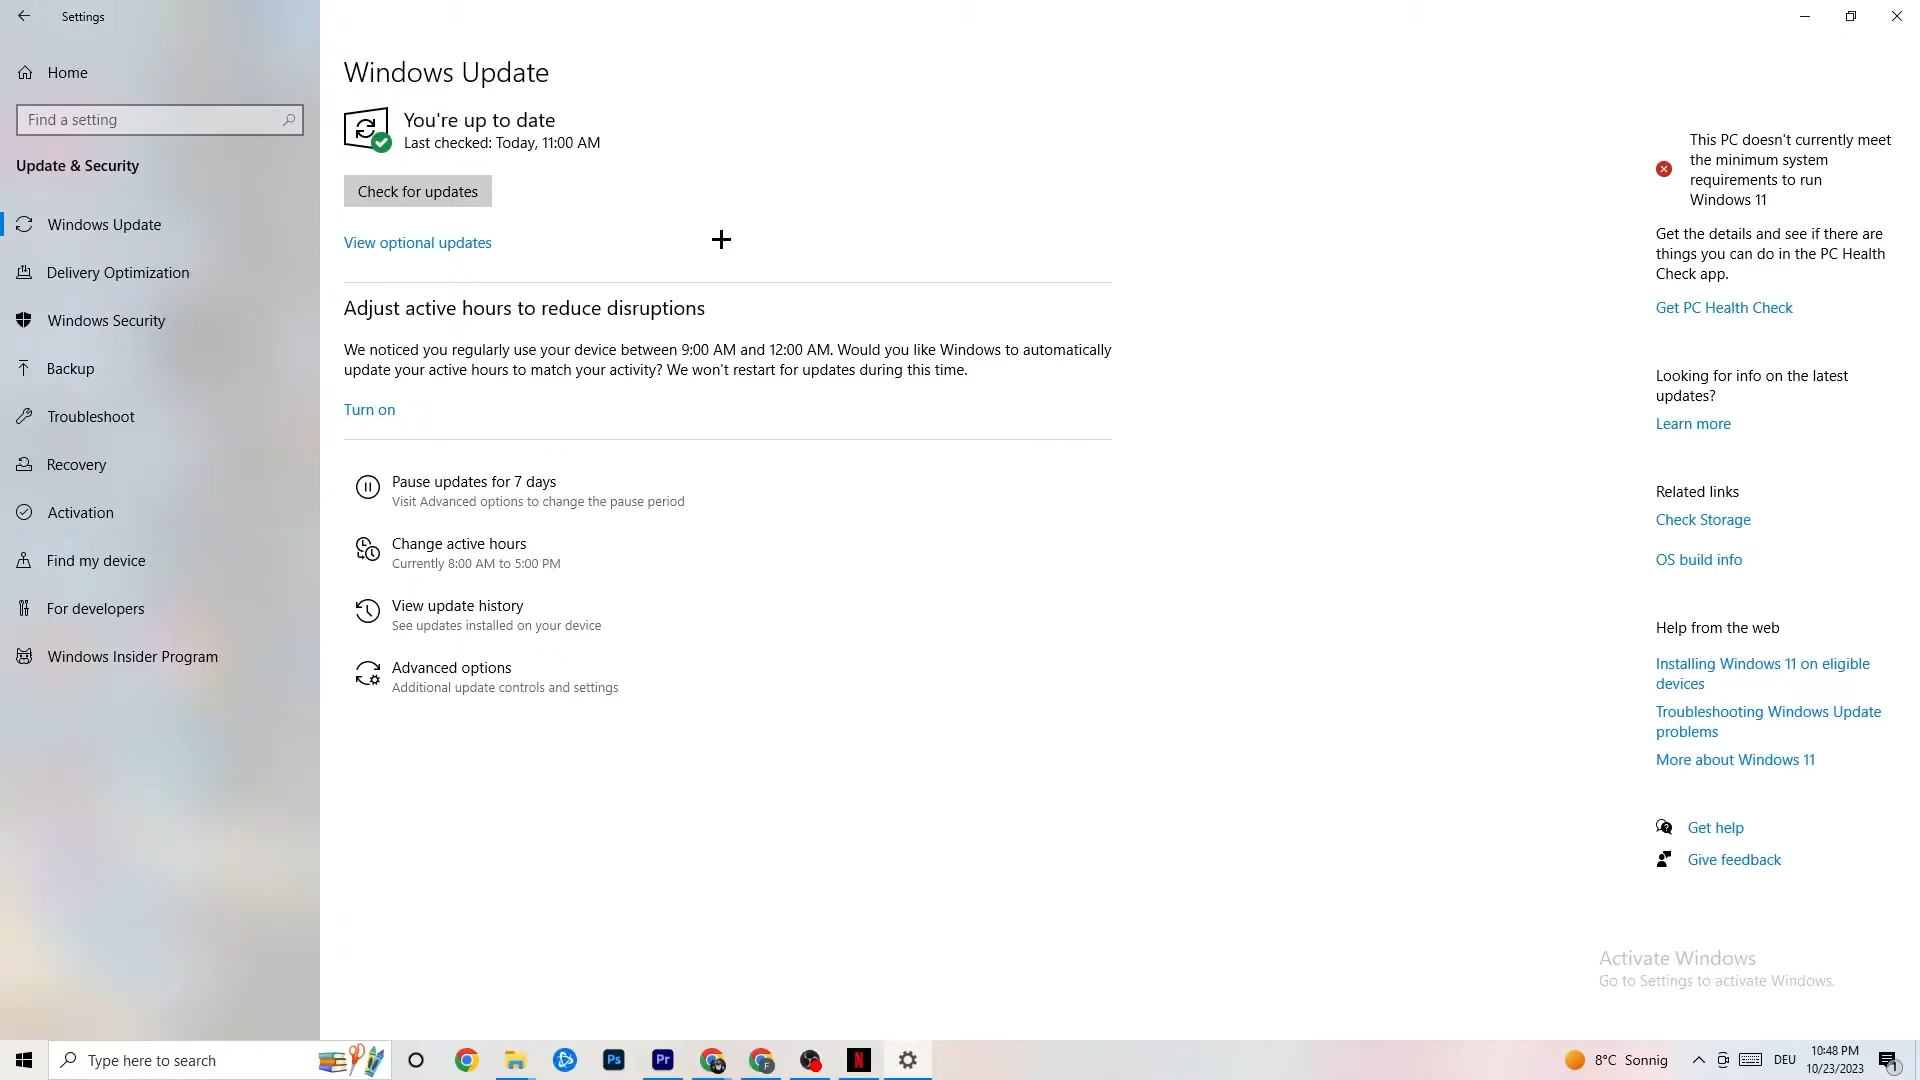 Settings
Home
Find a setting
Update & Security
Windows Update
Delivery Optimization
Windows Security
Backup
Troubleshoot
Recovery
Activation
Find my device
For developers
Windows Insider Program
Windows Update
You're up to date
Last checked: Today, 11:00 AM
Check for updates
View optional updates
Adjust active hours to reduce disruptions
We noticed you regularly use your device between 9:00 AM and 12:00 AM. Would you like Windows to automatically
update your active hours to match your activity? We won't restart for updates during this time.
Turn on
Pause updates for 7 days
Visit Advanced options to change the pause period
Change active hours
Currently 8:00 AM to 5:00 PM
View update history
See updates installed on your device
Advanced options
Additional update controls and settings
This PC doesn't currently meet
the minimum system
requirements to run
Windows 11
Get the details and see if there are
things you can do in the PC Health
Check app.
Get PC Health Check
Looking for info on the latest
updates?
Learn more
Related links
Check Storage
OS build info
Help from the web
Installing Windows 11 on eligible
devices
Troubleshooting Windows Update
problems
More about Windows 11
Get help
Give feedback
Activate Windows
Go to Settings to activate Windows.
Type here to search
Ps
Pr
F
N
8°C Sonnig
DEU
10:48 PM
10/23/2023
1